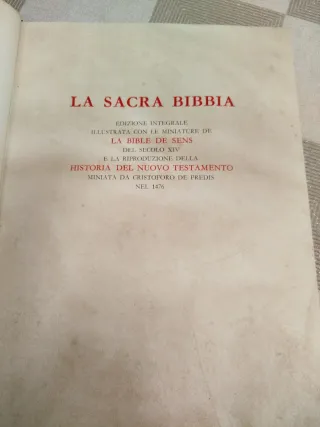 LA SACRA BIBBIA
EDIZIONE INTEGRALE
ILLUSTRATA CON LE MINIATURE DE
LA BIBLE DE SENS
DEL SECOLO XIV
E LA RIPRODUZIONE DELLA
HISTORIA DEL NUOVO TESTAMENTO
MINIATA DA CRISTOFORO DE PREDIS
NEL 1476